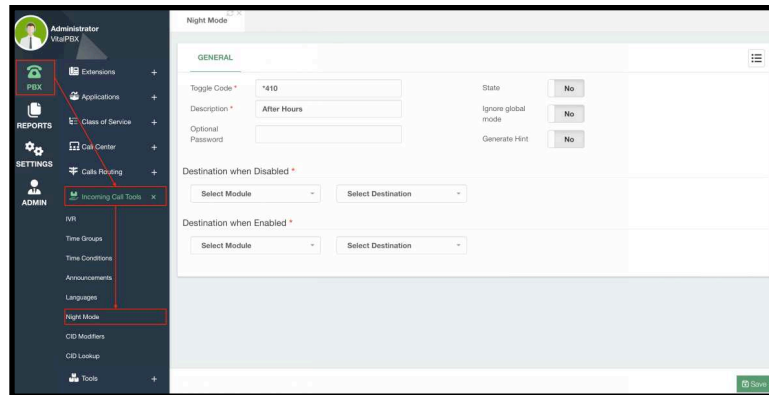 Administrator
VitalPBX
PBX
REPORTS
SETTINGS
ADMIN
Extensions +
Applications +
Class of Service +
Call Center +
Calls Routing +
Incoming Call Tools ×
IVR
Time Groups
Time Conditions
Announcements
Languages
Night Mode
CID Modifiers
CID Lookup
Tools +
Night Mode
GENERAL
Toggle Code * *410
Description * After Hours
Optional
Password
State No
Ignore global
mode No
Generate Hint No
Destination when Disabled *
Select Module Select Destination
Destination when Enabled *
Select Module Select Destination
Save